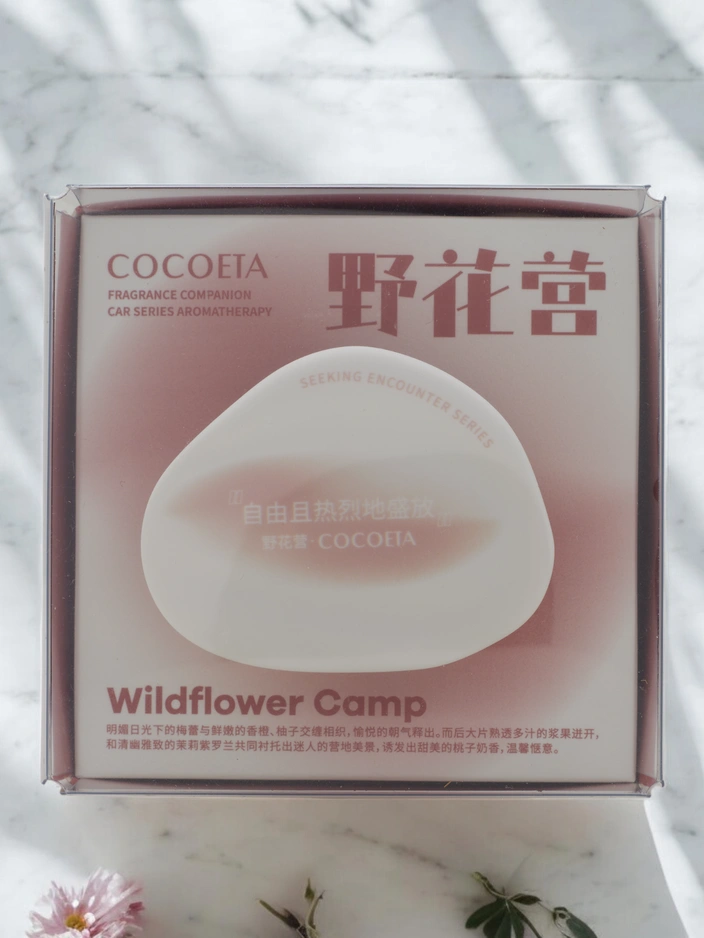 COCOETA
FRAGRANCE COMPANION
CAR SERIES AROMATHERAPY
野花营
SEEKING ENCOUNTER SERIES
自由且热烈地盛放
野花营·COCOETA
Wildflower Camp
明媚日光下的梅蕾与鲜嫩的香橙、柚子交缠相织，愉悦的朝气释出。而后大片熟透多汁的浆果迸开，
和清幽雅致的茉莉紫罗兰共同衬托出迷人的营地美景，诱发出甜美的桃子奶香，温馨惬意。